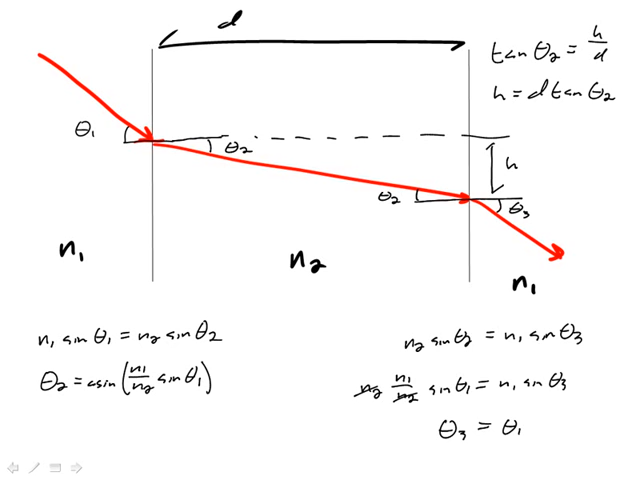 d
tan θ₂ = h/d
h = d tan θ₂
θ₁
θ₂
h
θ₂
θ₃
n₁
n₂
n₁
n₁ sin θ₁ = n₂ sin θ₂
θ₂ = asin(n₁/n₂ sin θ₁)
n₂ sin θ₂ = n₁ sin θ₃
n₂ n₁/n₂ sin θ₁ = n₁ sin θ₃
θ₃ = θ₁